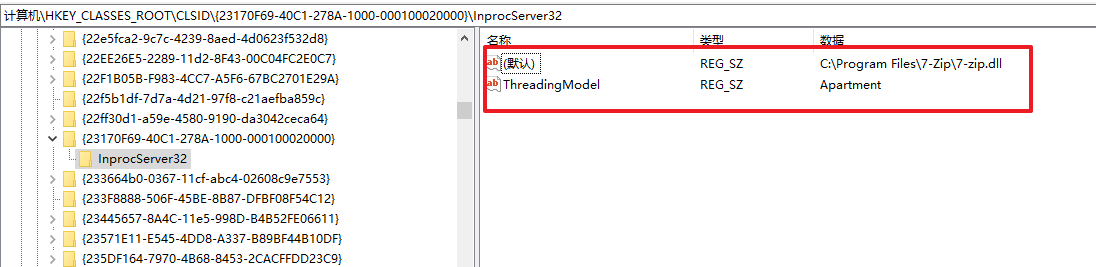 计算机\HKEY_CLASSES_ROOT\CLSID\{23170F69-40C1-278A-1000-000100020000}\InprocServer32
{22e5fca2-9c7c-4239-8aed-4d0623f532d8}
{22EE26E5-2289-11d2-8F43-00C04FC2E0C7}
{22F1B05B-F983-4CC7-A5F6-67BC2701E29A}
{22f5b1df-7d7a-4d21-97f8-c21aefba859c}
{22ff30d1-a59e-4580-9190-da3042ceca64}
{23170F69-40C1-278A-1000-000100020000}
InprocServer32
{233664b0-0367-11cf-abc4-02608c9e7553}
{233F8888-506F-45BE-8B87-DFBF08F54C12}
{23445657-8A4C-11e5-998D-B4B52FE06611}
{23571E11-E545-4DD8-A337-B89BF44B10DF}
{235DF164-7970-4B68-8453-2CACFFDD23C9}
名称 类型 数据
(默认) REG_SZ C:\Program Files\7-Zip\7-zip.dll
ThreadingModel REG_SZ Apartment